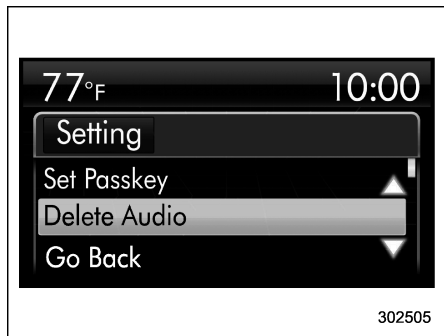 77°F 10:00
Setting
Set Passkey
Delete Audio
Go Back
302505